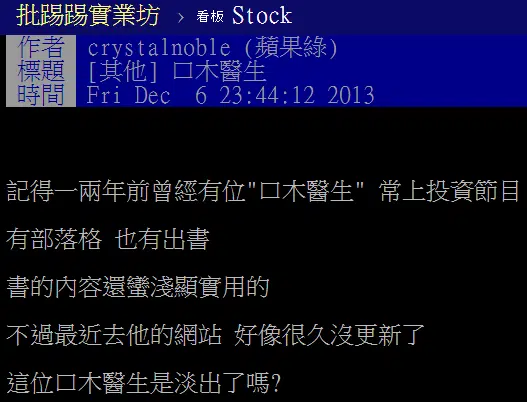 批踢踢實業坊 › 看板 Stock
作者 crystalnoble (蘋果綠)
標題 [其他] 口木醫生
時間 Fri Dec  6 23:44:12 2013
記得一兩年前曾經有位"口木醫生" 常上投資節目
有部落格 也有出書
書的內容還蠻淺顯實用的
不過最近去他的網站 好像很久沒更新了
這位口木醫生是淡出了嗎?